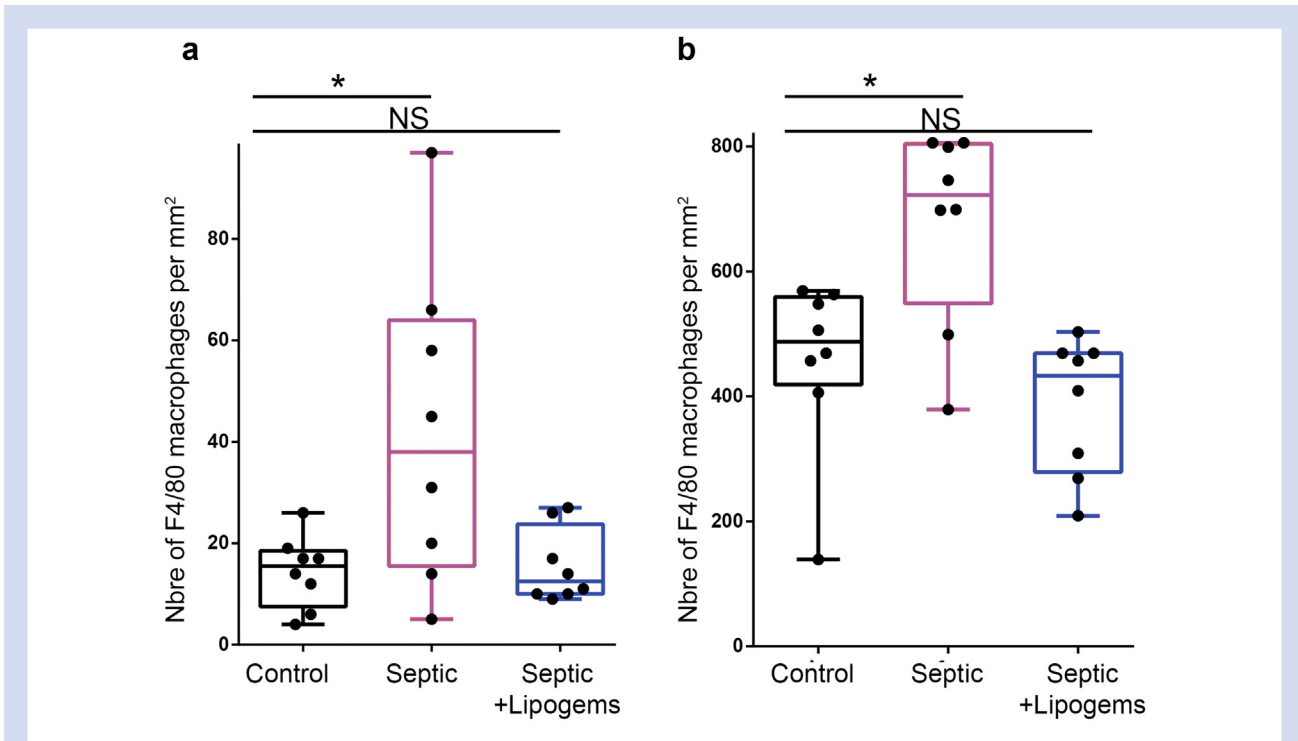 a
*
NS
Nbre of F4/80 macrophages per mm²
80
60
40
20
0
Control
Septic
Septic
+Lipogems
b
*
NS
Nbre of F4/80 macrophages per mm²
800
600
400
200
0
Control
Septic
Septic
+Lipogems